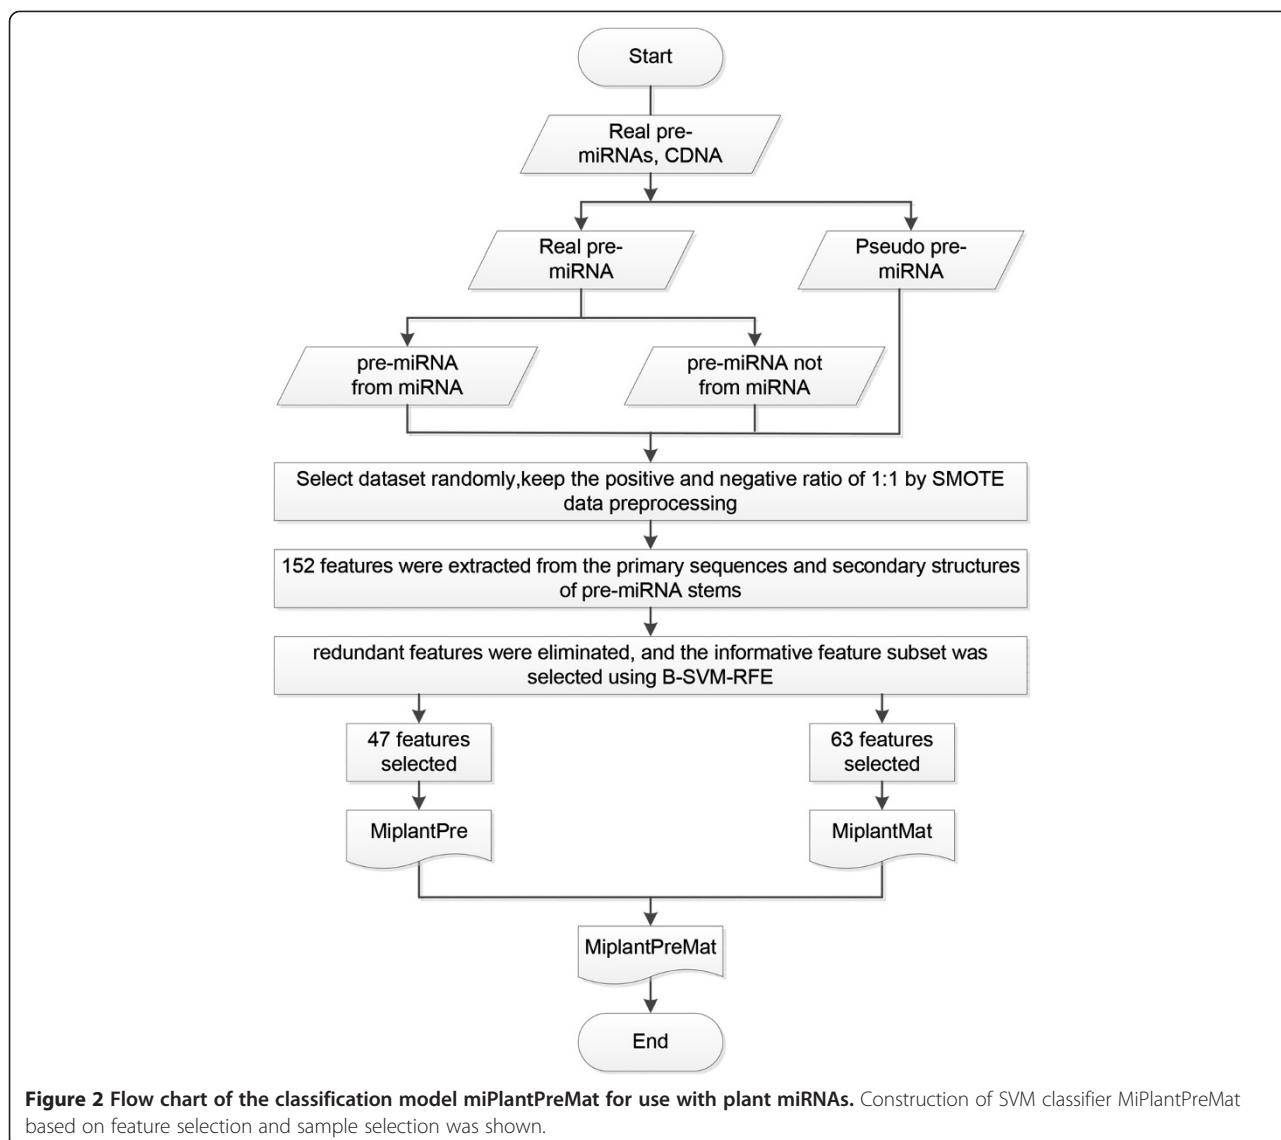 Start
Real pre-
miRNAs, CDNA
Real pre-
miRNA
Pseudo pre-
miRNA
pre-miRNA
from miRNA
pre-miRNA not
from miRNA
Select dataset randomly,keep the positive and negative ratio of 1:1 by SMOTE
data preprocessing
152 features were extracted from the primary sequences and secondary structures
of pre-miRNA stems
redundant features were eliminated, and the informative feature subset was
selected using B-SVM-RFE
47 features
selected
63 features
selected
MiplantPre
MiplantMat
MiplantPreMat
End
Figure 2 Flow chart of the classification model miPlantPreMat for use with plant miRNAs. Construction of SVM classifier MiPlantPreMat
based on feature selection and sample selection was shown.